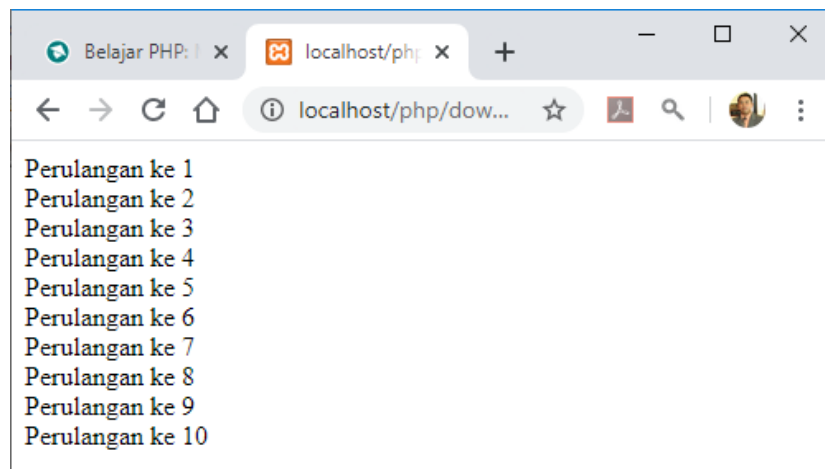 Belajar PHP:
localhost/php
localhost/php/dow...
Perulangan ke 1
Perulangan ke 2
Perulangan ke 3
Perulangan ke 4
Perulangan ke 5
Perulangan ke 6
Perulangan ke 7
Perulangan ke 8
Perulangan ke 9
Perulangan ke 10